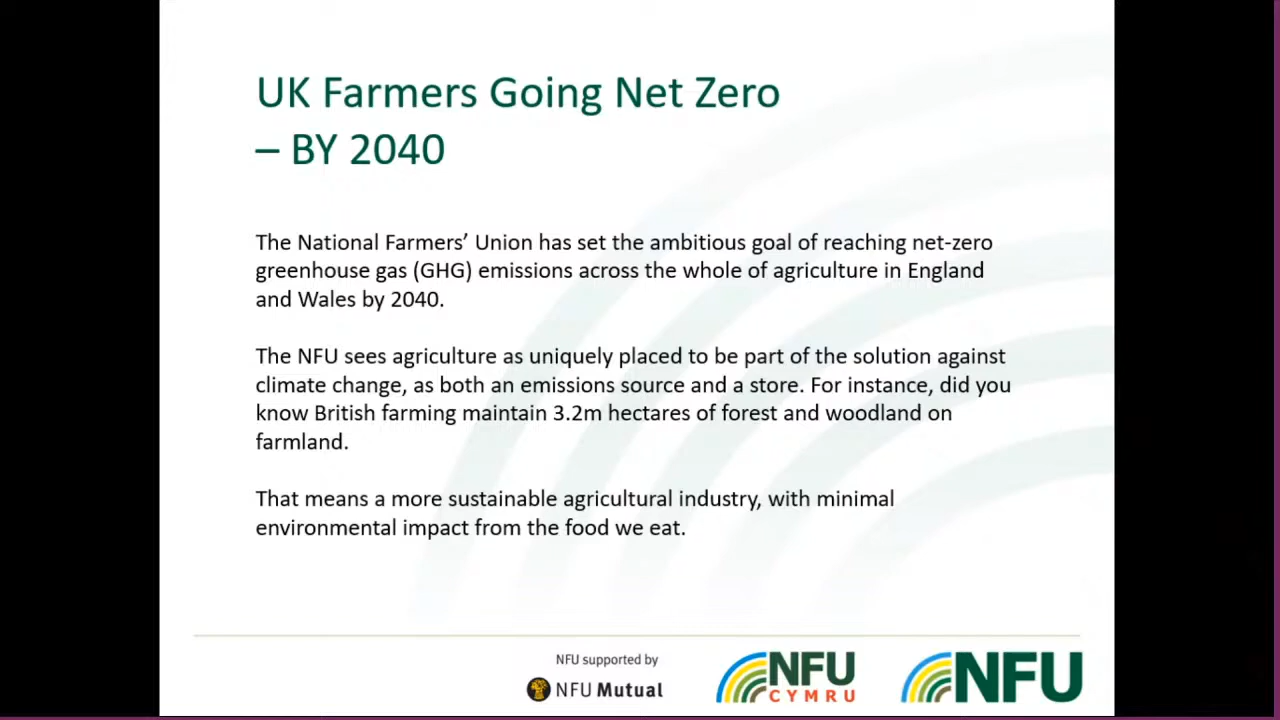 UK Farmers Going Net Zero
– BY 2040
The National Farmers’ Union has set the ambitious goal of reaching net-zero
greenhouse gas (GHG) emissions across the whole of agriculture in England
and Wales by 2040.
The NFU sees agriculture as uniquely placed to be part of the solution against
climate change, as both an emissions source and a store. For instance, did you
know British farming maintain 3.2m hectares of forest and woodland on
farmland.
That means a more sustainable agricultural industry, with minimal
environmental impact from the food we eat.
NFU supported by
NFU Mutual
NFU
CYMRU
NFU